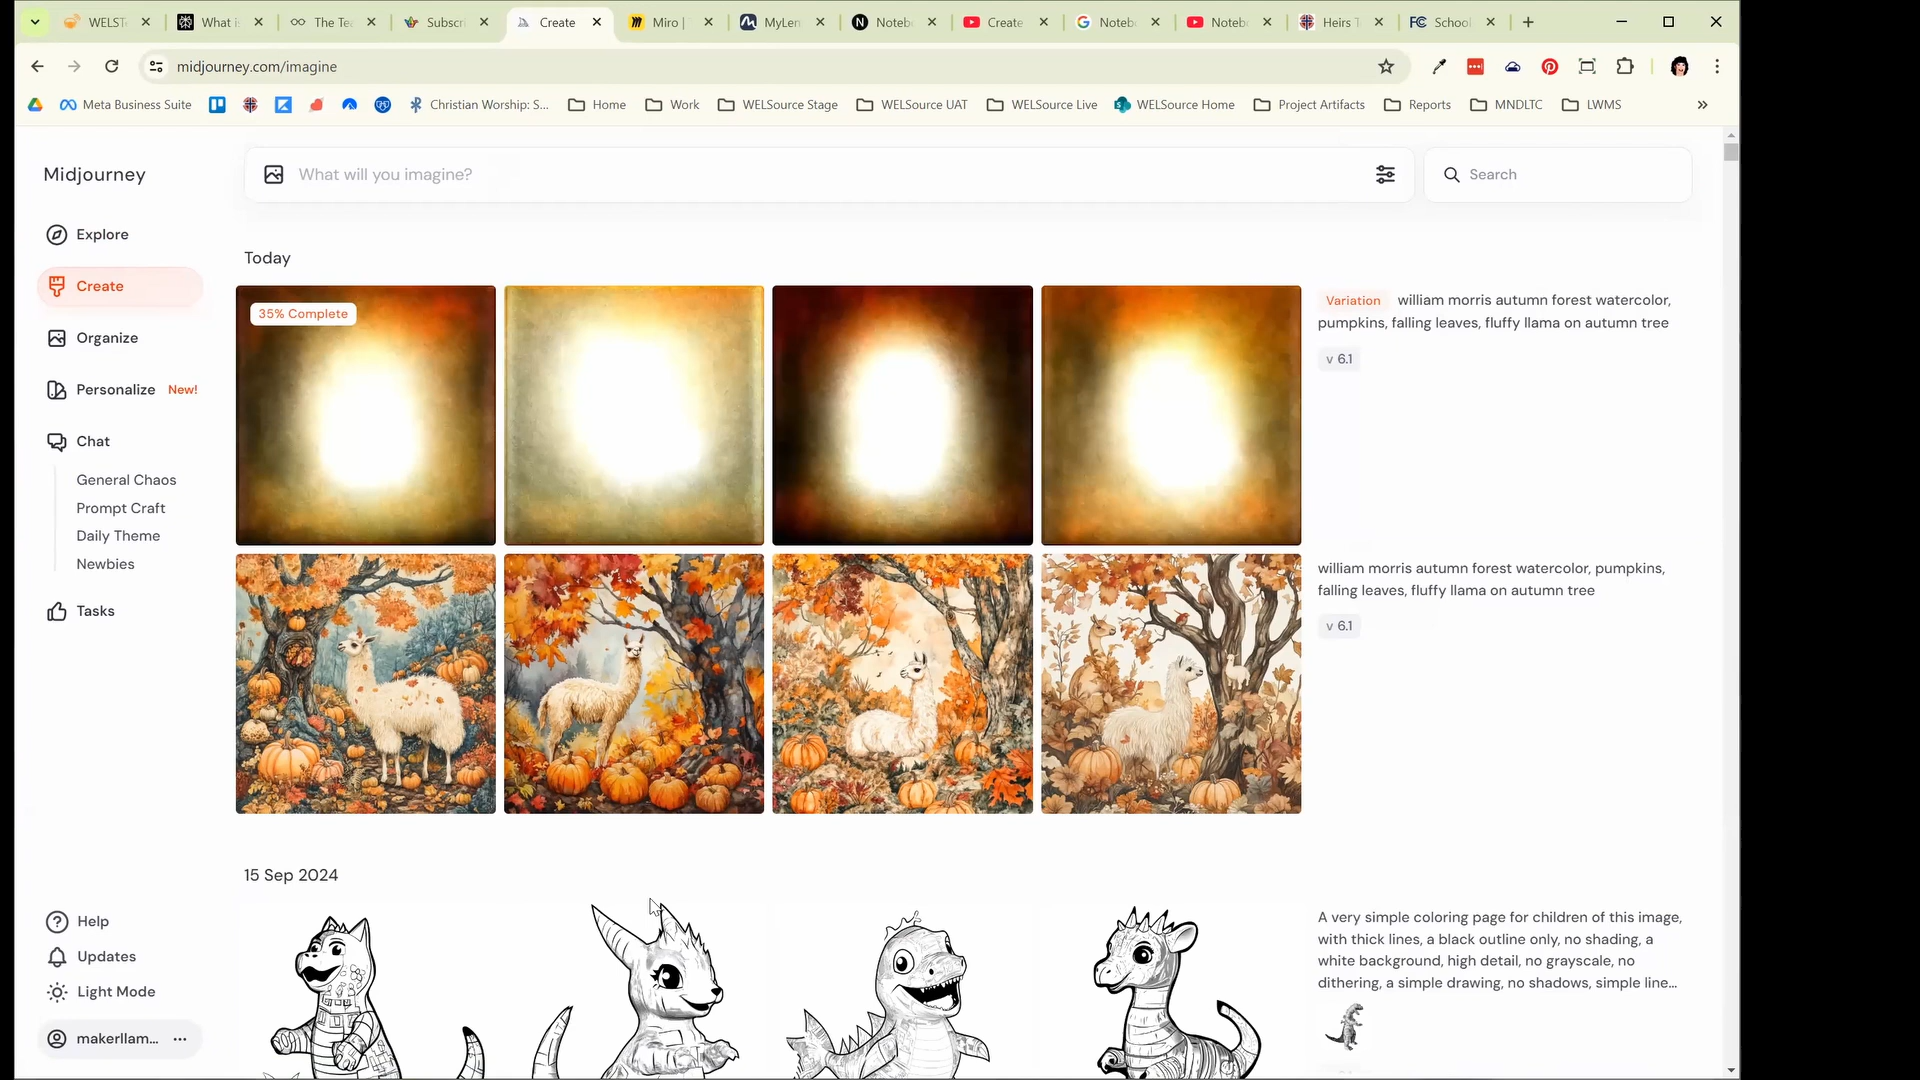 WELST
What is
The Tea
Subscri
Create
Miro | T
MyLen
Notebo
Create
Notebo
Notebo
Heirs T
School
midjourney.com/imagine
Meta Business Suite
Christian Worship: S...
Home
Work
WELSource Stage
WELSource UAT
WELSource Live
WELSource Home
Project Artifacts
Reports
MNDLTC
LWMS
Midjourney
What will you imagine?
Search
Explore
Create
Organize
Personalize New!
Chat
General Chaos
Prompt Craft
Daily Theme
Newbies
Tasks
Today
35% Complete
Variation william morris autumn forest watercolor,
pumpkins, falling leaves, fluffy llama on autumn tree
v 6.1
william morris autumn forest watercolor, pumpkins,
falling leaves, fluffy llama on autumn tree
v 6.1
15 Sep 2024
A very simple coloring page for children of this image,
with thick lines, a black outline only, no shading, a
white background, high detail, no grayscale, no
dithering, a simple drawing, no shadows, simple line...
Help
Updates
Light Mode
makerllam... ...